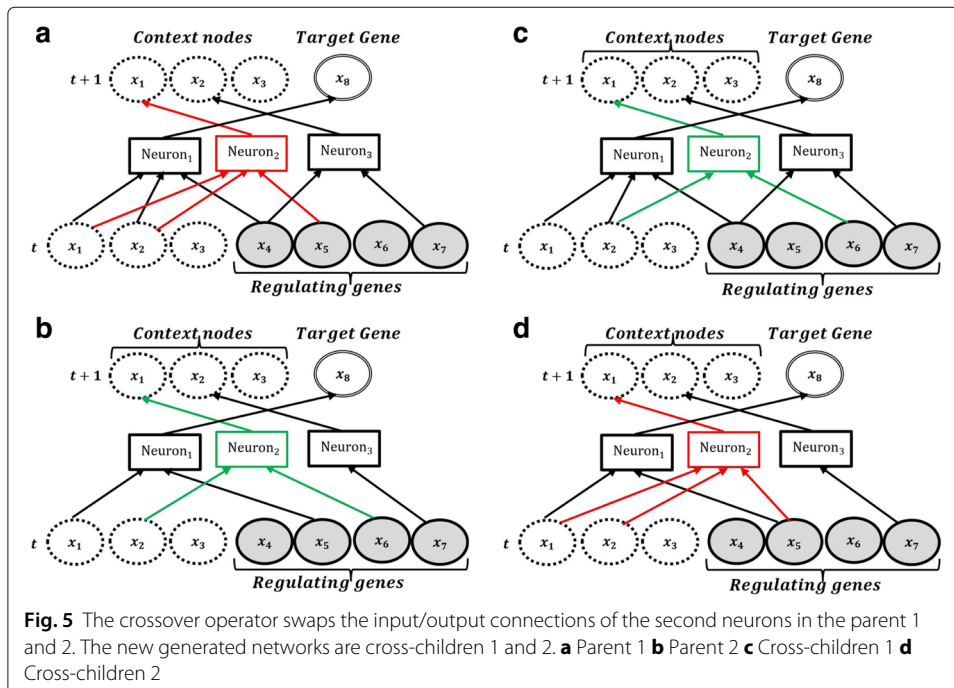 a
Context nodes Target Gene
t + 1 x1 x2 x3 x8
Neuron1 Neuron2 Neuron3
t x1 x2 x3 x4 x5 x6 x7
Regulating genes
b
Context nodes Target Gene
t + 1 x1 x2 x3 x8
Neuron1 Neuron2 Neuron3
t x1 x2 x3 x4 x5 x6 x7
Regulating genes
c
Context nodes Target Gene
t + 1 x1 x2 x3 x8
Neuron1 Neuron2 Neuron3
t x1 x2 x3 x4 x5 x6 x7
Regulating genes
d
Context nodes Target Gene
t + 1 x1 x2 x3 x8
Neuron1 Neuron2 Neuron3
t x1 x2 x3 x4 x5 x6 x7
Regulating genes
Fig. 5 The crossover operator swaps the input/output connections of the second neurons in the parent 1
and 2. The new generated networks are cross-children 1 and 2. a Parent 1 b Parent 2 c Cross-children 1 d
Cross-children 2